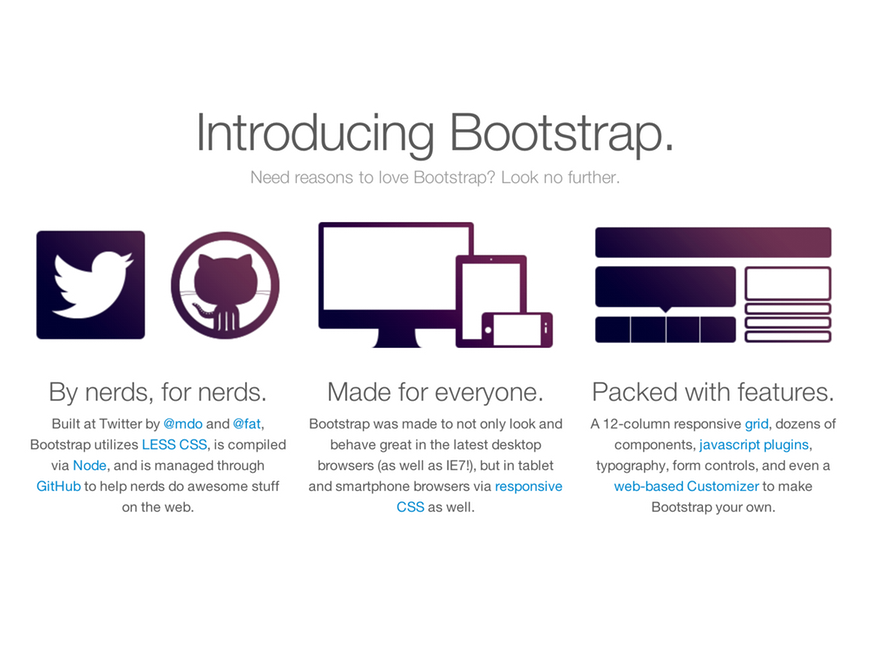 Introducing Bootstrap.
Need reasons to love Bootstrap? Look no further.
By nerds, for nerds.
Built at Twitter by @mdo and @fat,
Bootstrap utilizes LESS CSS, is compiled
via Node, and is managed through
GitHub to help nerds do awesome stuff
on the web.
Made for everyone.
Bootstrap was made to not only look and
behave great in the latest desktop
browsers (as well as IE7!), but in tablet
and smartphone browsers via responsive
CSS as well.
Packed with features.
A 12-column responsive grid, dozens of
components, javascript plugins,
typography, form controls, and even a
web-based Customizer to make
Bootstrap your own.